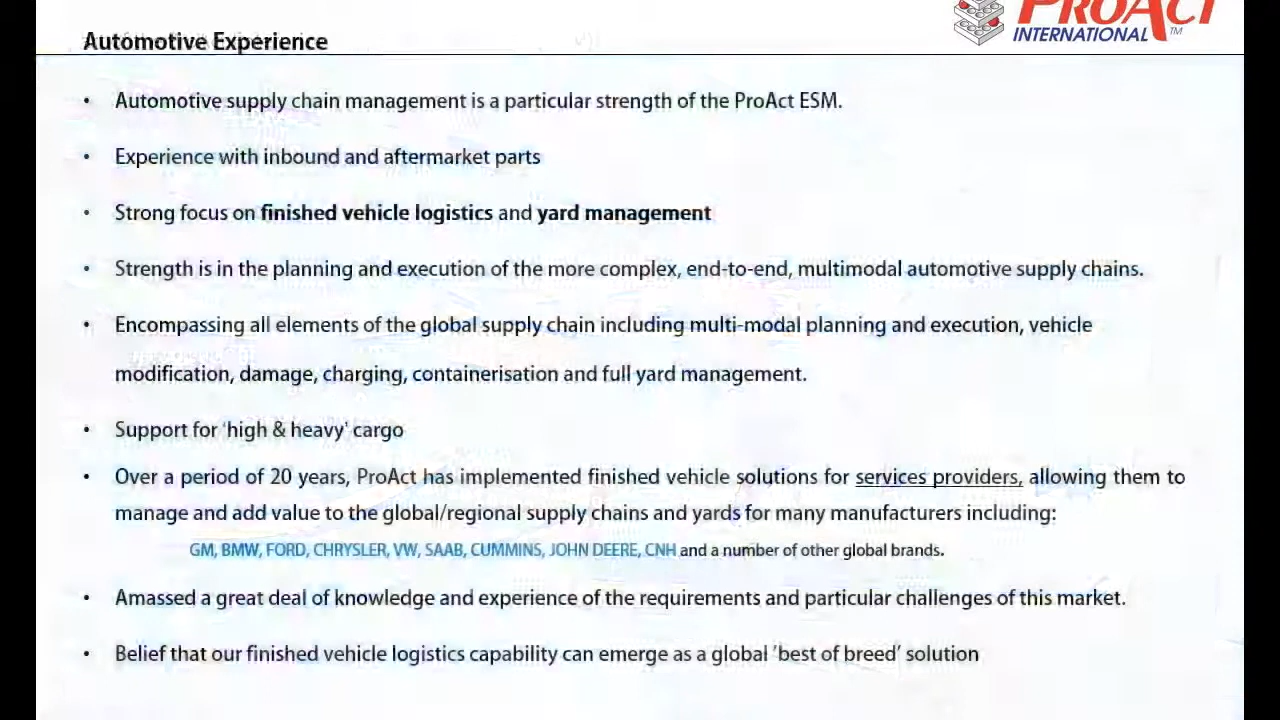 PROACT
INTERNATIONAL ™
Automotive Experience
• Automotive supply chain management is a particular strength of the ProAct ESM.
• Experience with inbound and aftermarket parts
• Strong focus on finished vehicle logistics and yard management
• Strength is in the planning and execution of the more complex, end-to-end, multimodal automotive supply chains.
• Encompassing all elements of the global supply chain including multi-modal planning and execution, vehicle
modification, damage, charging, containerisation and full yard management.
• Support for 'high & heavy' cargo
• Over a period of 20 years, ProAct has implemented finished vehicle solutions for services providers, allowing them to
manage and add value to the global/regional supply chains and yards for many manufacturers including:
GM, BMW, FORD, CHRYSLER, VW, SAAB, CUMMINS, JOHN DEERE, CNH and a number of other global brands.
• Amassed a great deal of knowledge and experience of the requirements and particular challenges of this market.
• Belief that our finished vehicle logistics capability can emerge as a global 'best of breed' solution